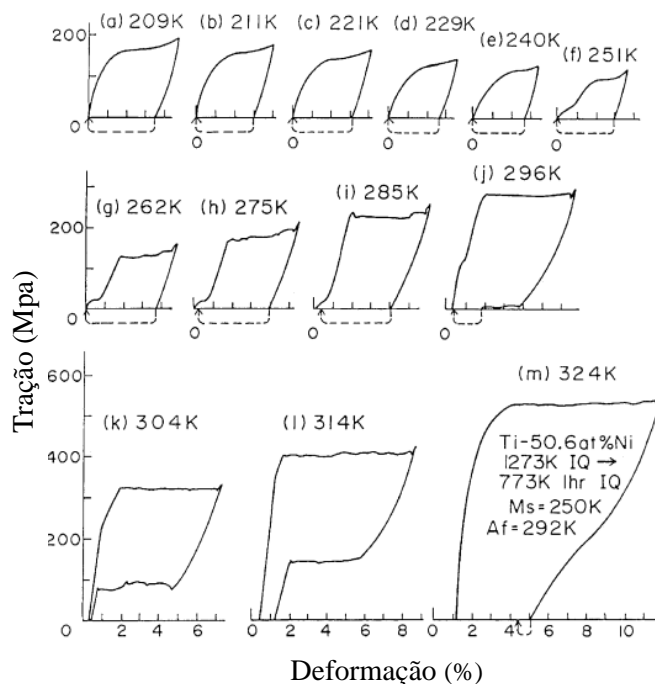 (a) 209K (b) 211K (c) 221K (d) 229K (e) 240K (f) 251K
200
0
0 0 0 0 0
(g) 262K (h) 275K (i) 285K (j) 296K
200
0
0 0 0
Tração (Mpa)
(k) 304K (l) 314K (m) 324K
600
400
200
0
Ti-50.6at%Ni
1273K IQ →
773K 1hr IQ
Ms=250K
Af=292K
2 4 6 0 2 4 6 8 0 2 4 6 8 10
Deformação (%)